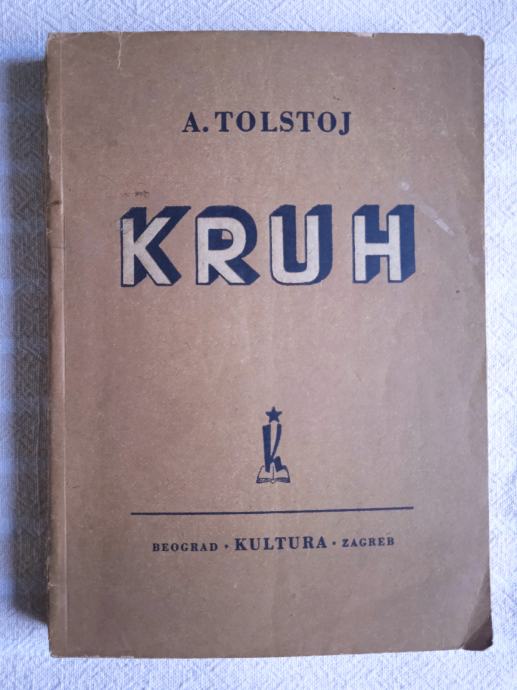 A. TOLSTOJ
KRUH
K
BEOGRAD • KULTURA • ZAGREB